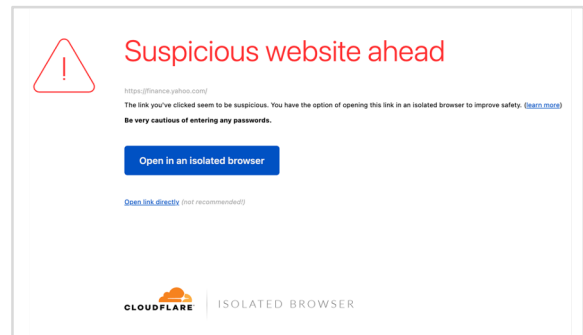 Suspicious website ahead
https://finance.yahoo.com/
The link you've clicked seem to be suspicious. You have the option of opening this link in an isolated browser to improve safety. (learn more)
Be very cautious of entering any passwords.
Open in an isolated browser
Open link directly (not recommended!)
CLOUDFLARE ISOLATED BROWSER